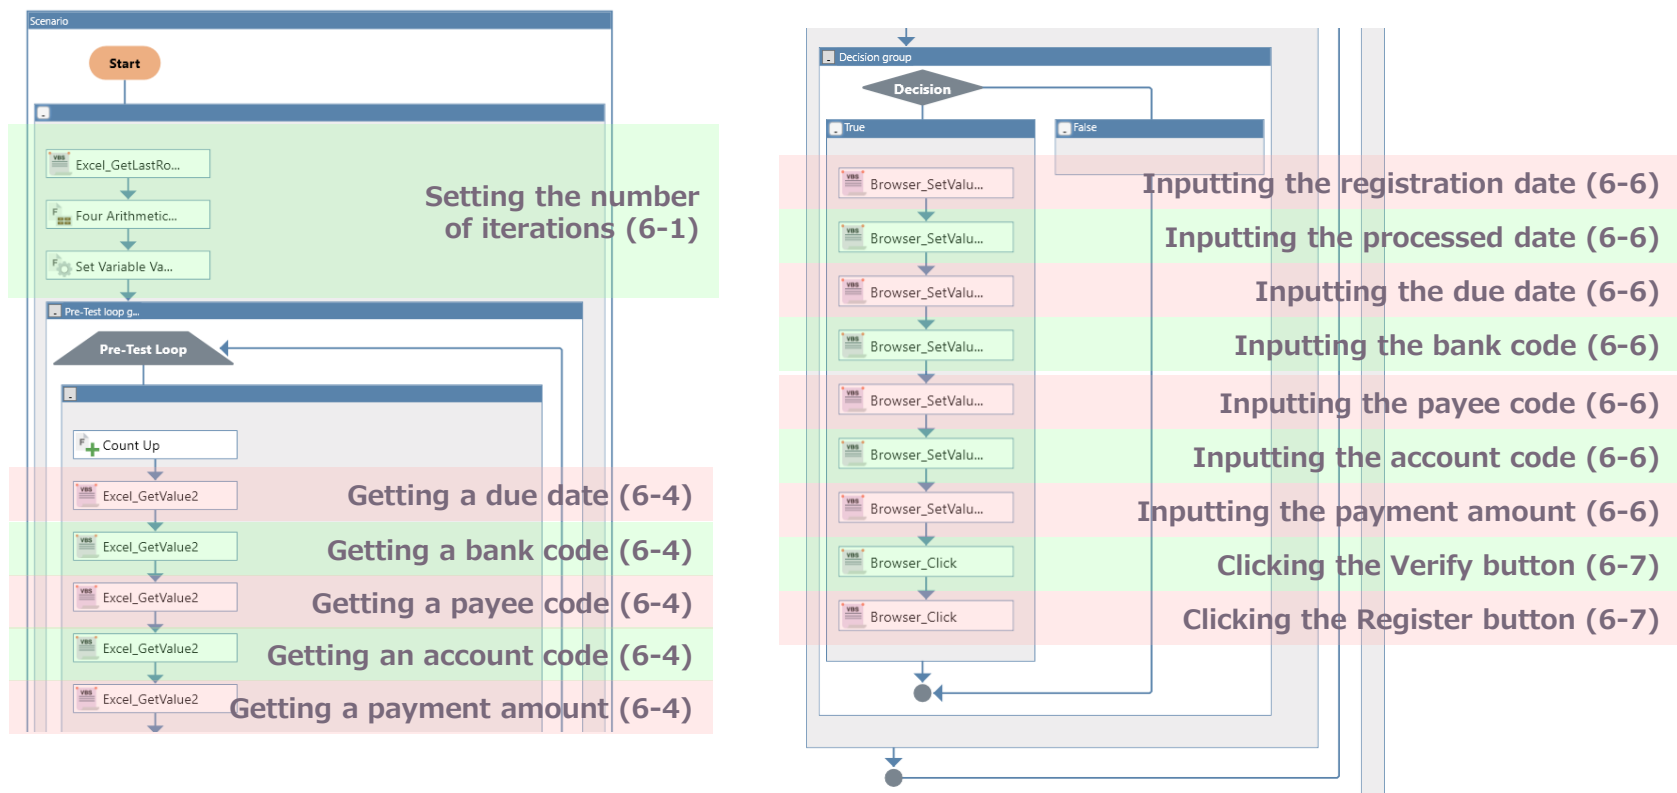 Scenario
Start
Excel_GetLastRo...
Four Arithmetic...
Set Variable Va...
Setting the number
of iterations (6-1)
Pre-Test loop g...
Pre-Test Loop
Count Up
Excel_GetValue2
Getting a due date (6-4)
Excel_GetValue2
Getting a bank code (6-4)
Excel_GetValue2
Getting a payee code (6-4)
Excel_GetValue2
Getting an account code (6-4)
Excel_GetValue2
Getting a payment amount (6-4)
Decision group
Decision
True
False
Browser_SetValu...
Inputting the registration date (6-6)
Browser_SetValu...
Inputting the processed date (6-6)
Browser_SetValu...
Inputting the due date (6-6)
Browser_SetValu...
Inputting the bank code (6-6)
Browser_SetValu...
Inputting the payee code (6-6)
Browser_SetValu...
Inputting the account code (6-6)
Browser_SetValu...
Inputting the payment amount (6-6)
Browser_Click
Clicking the Verify button (6-7)
Browser_Click
Clicking the Register button (6-7)